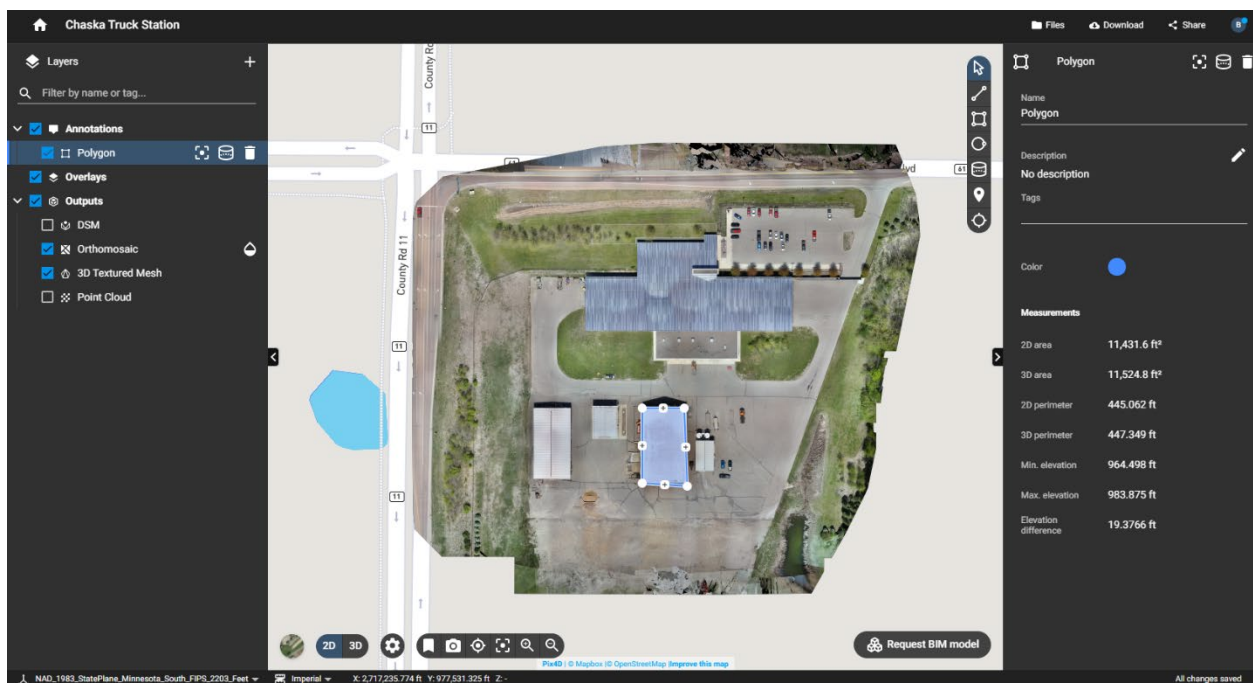 Chaska Truck Station
Files
Download
Share
B
Layers
+
Filter by name or tag...
Annotations
Polygon
Overlays
Outputs
DSM
Orthomosaic
3D Textured Mesh
Point Cloud
County Rd
11
61
lvd
61
County Rd 11
11
11
2D 3D
Request BIM model
Pix4D | © Mapbox | © OpenStreetMap | Improve this map
Polygon
Name
Polygon
Description
No description
Tags
Color
Measurements
2D area 11,431.6 ft²
3D area 11,524.8 ft²
2D perimeter 445.062 ft
3D perimeter 447.349 ft
Min. elevation 964.498 ft
Max. elevation 983.875 ft
Elevation
difference 19.3766 ft
NAD_1983_StatePlane_Minnesota_South_FIPS_2203_Feet Imperial X: 2,717,235.774 ft Y: 977,531.325 ft Z: - All changes saved